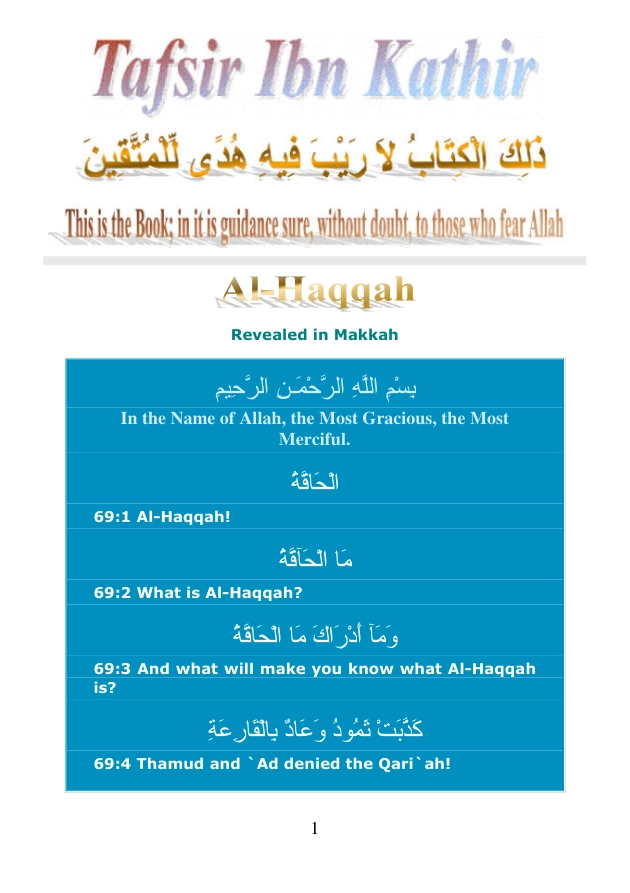 Tafsir Ibn Kathir
ذَلِكَ الْكِتَابُ لاَ رَيْبَ فِيهِ هُدًى لِّلْمُتَّقِينَ
This is the Book; in it is guidance sure, without doubt, to those who fear Allah
Al-Haqqah
Revealed in Makkah
بِسْمِ اللَّهِ الرَّحْمَـنِ الرَّحِيمِ
In the Name of Allah, the Most Gracious, the Most
Merciful.
الْحَاقَّةُ
69:1 Al-Haqqah!
مَا الْحَآقَّةُ
69:2 What is Al-Haqqah?
وَمَآ أَدْرَاكَ مَا الْحَاقَّةُ
69:3 And what will make you know what Al-Haqqah
is?
كَذَّبَتْ ثَمُودُ وَعَادٌ بِالْقَارِعَةِ
69:4 Thamud and `Ad denied the Qari`ah!
1